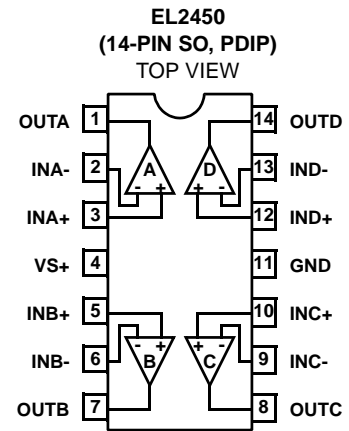 EL2450
(14-PIN SO, PDIP)
TOP VIEW
OUTA 1 14 OUTD
INA- 2 A D 13 IND-
- + + -
INA+ 3 12 IND+
VS+ 4 11 GND
INB+ 5 10 INC+
- + + -
INB- 6 B C 9 INC-
OUTB 7 8 OUTC